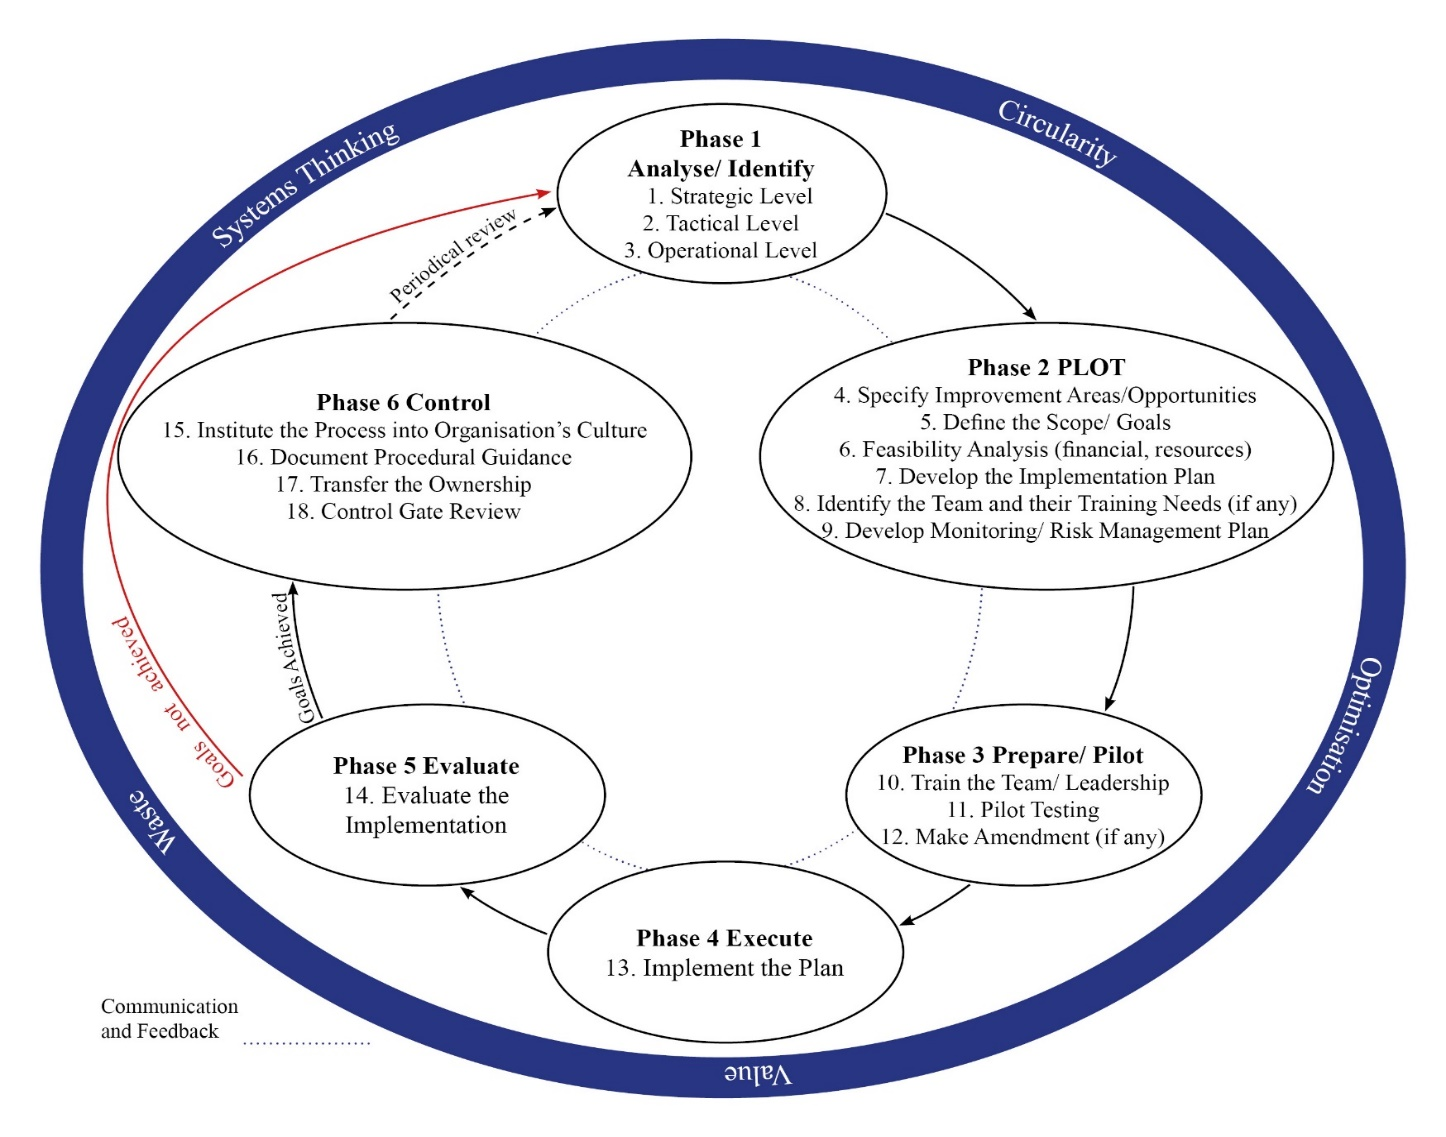 Systems Thinking
Circularity
Phase 1
Analyse/ Identify
1. Strategic Level
2. Tactical Level
3. Operational Level
Periodical review
Phase 2 PLOT
4. Specify Improvement Areas/Opportunities
5. Define the Scope/ Goals
6. Feasibility Analysis (financial, resources)
7. Develop the Implementation Plan
8. Identify the Team and their Training Needs (if any)
9. Develop Monitoring/ Risk Management Plan
Phase 6 Control
15. Institute the Process into Organisation’s Culture
16. Document Procedural Guidance
17. Transfer the Ownership
18. Control Gate Review
Goals Achieved
Goals not achieved
Optimisation
Phase 3 Prepare/ Pilot
10. Train the Team/ Leadership
11. Pilot Testing
12. Make Amendment (if any)
Phase 5 Evaluate
14. Evaluate the
Implementation
Waste
Phase 4 Execute
13. Implement the Plan
Communication
and Feedback
Value